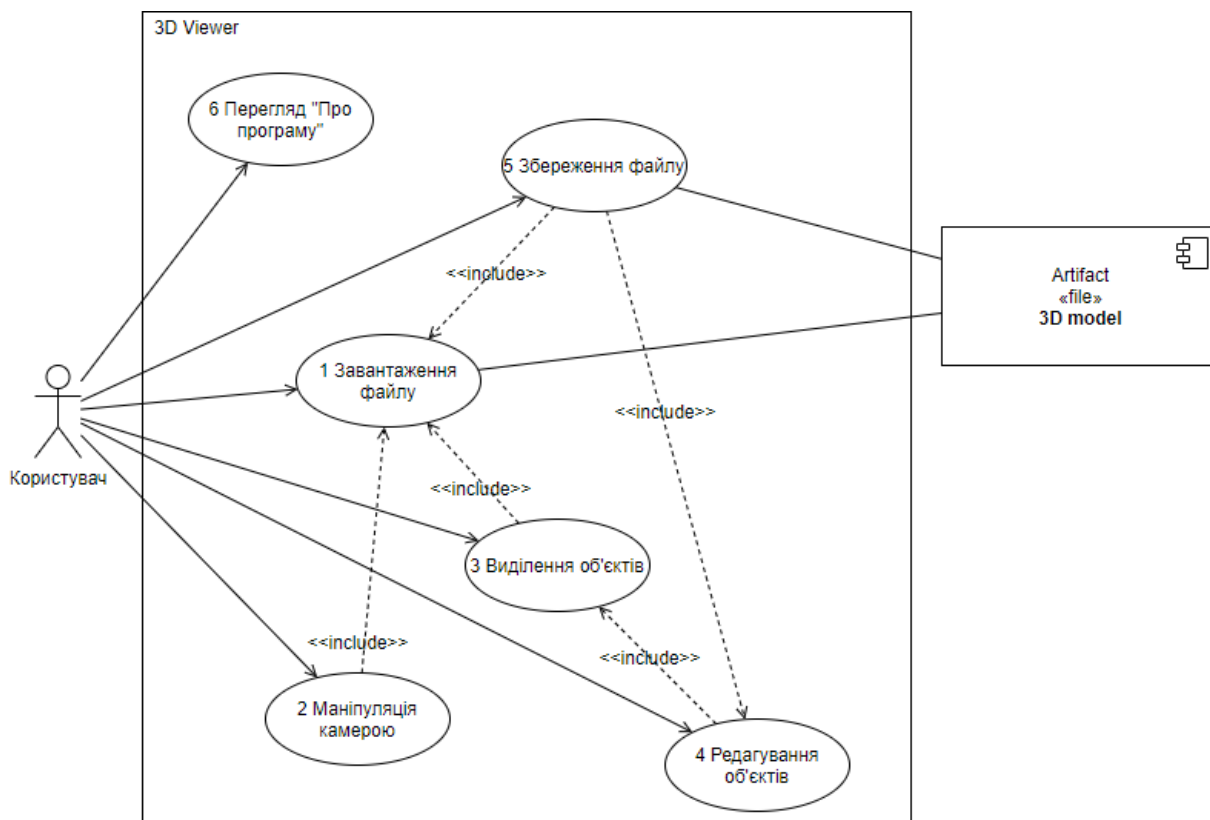 3D Viewer
6 Перегляд "Про
програму"
5 Збереження файлу
<<include>>
Artifact
«file»
3D model
1 Завантаження
файлу
<<include>>
Користувач
<<include>>
3 Виділення об'єктів
<<include>>
<<include>>
2 Маніпуляція
камерою
4 Редагування
об'єктів